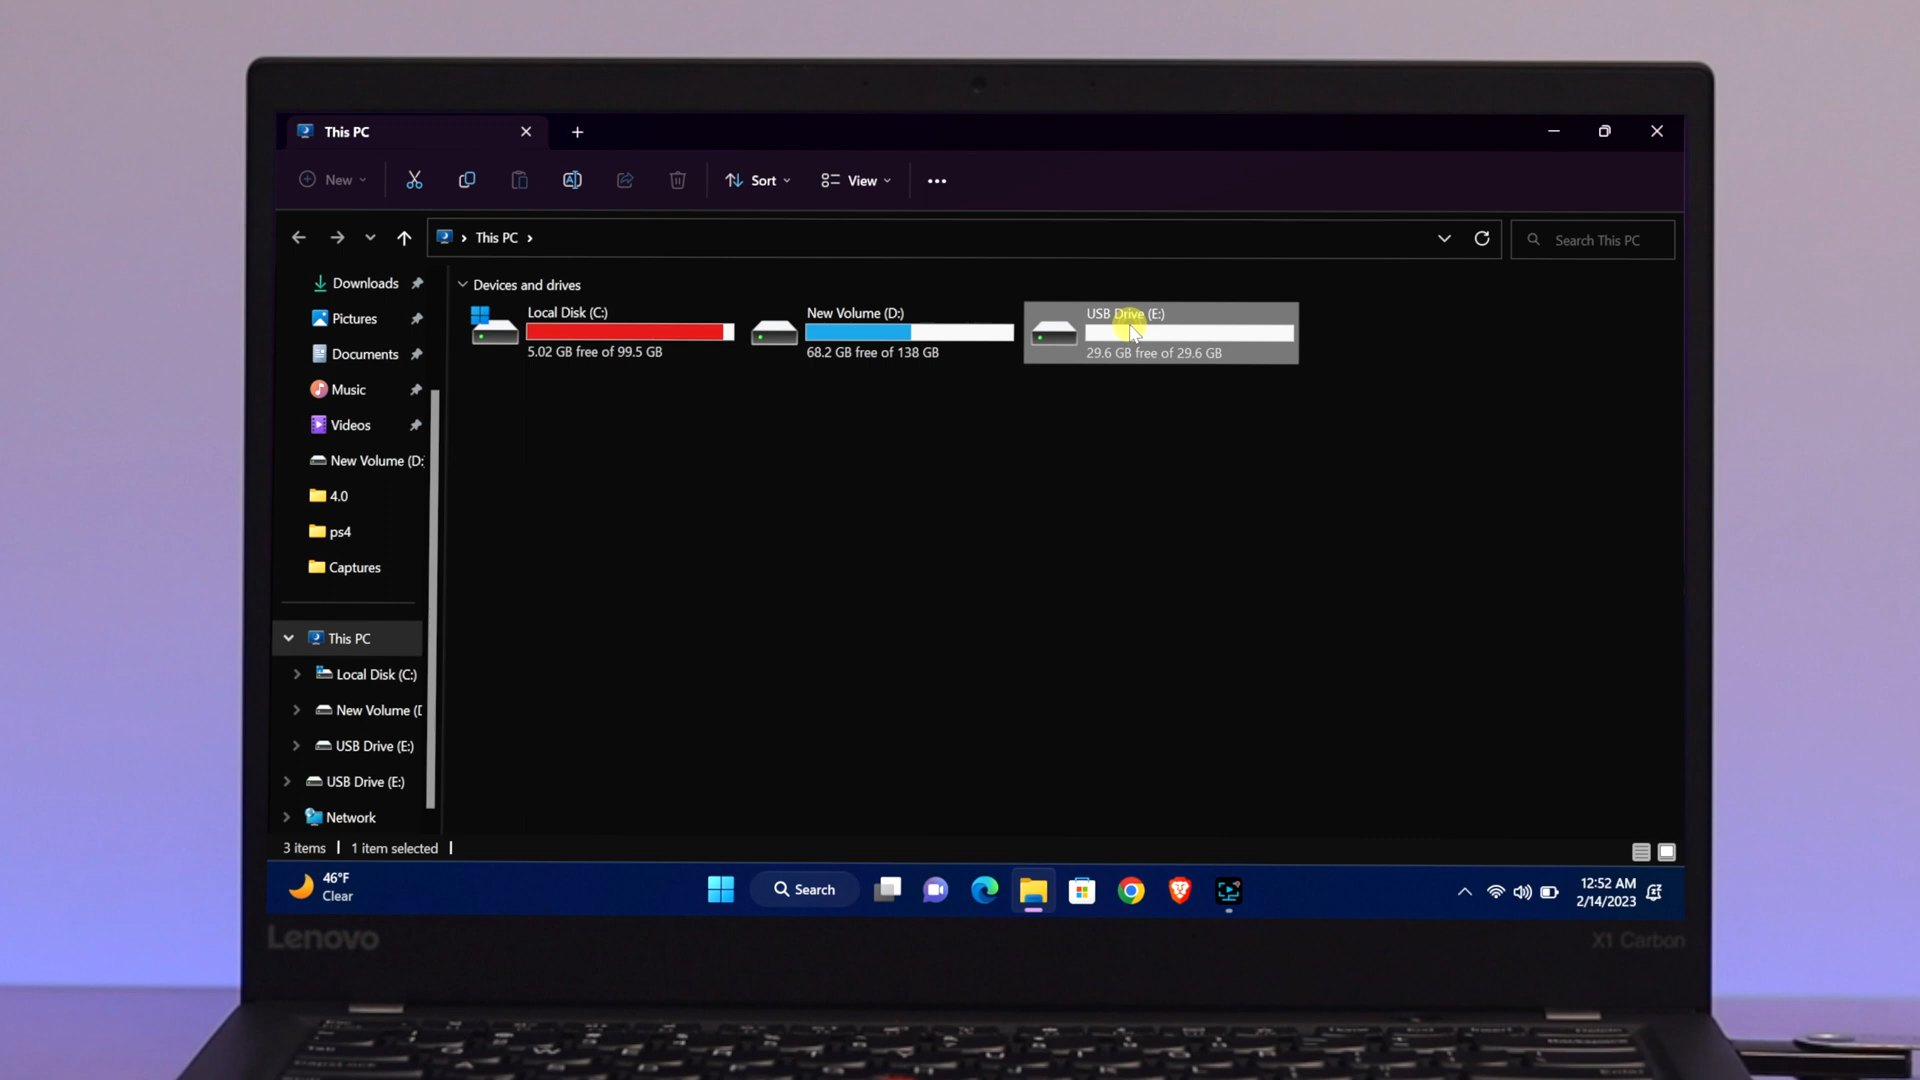 This PC
New
Sort
View
This PC
Search This PC
Downloads
Pictures
Documents
Music
Videos
New Volume (D:
4.0
ps4
Captures
This PC
Local Disk (C:)
New Volume (D
USB Drive (E:)
USB Drive (E:)
Network
Devices and drives
Local Disk (C:)
5.02 GB free of 99.5 GB
New Volume (D:)
68.2 GB free of 138 GB
USB Drive (E:)
29.6 GB free of 29.6 GB
3 items
1 item selected
46°F
Clear
Search
12:52 AM
2/14/2023
Lenovo
X1 Carbon